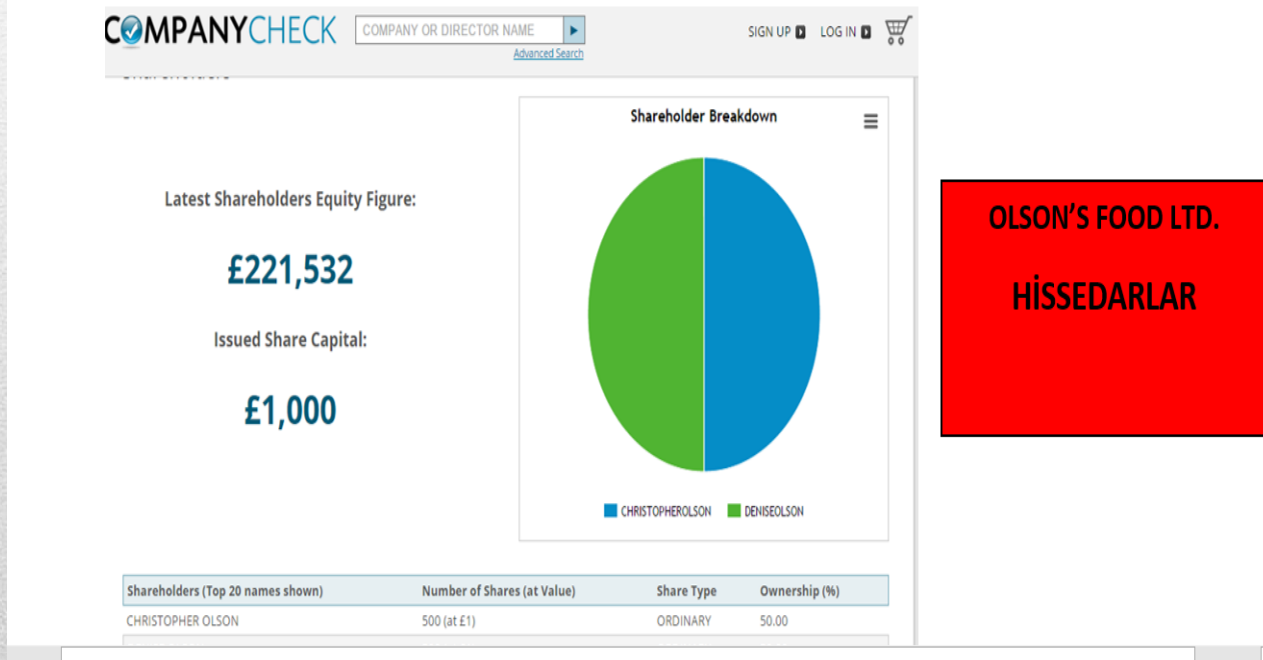 COMPANYCHECK
COMPANY OR DIRECTOR NAME
Advanced Search
SIGN UP
LOG IN
Shareholder Breakdown
Latest Shareholders Equity Figure:
£221,532
Issued Share Capital:
£1,000
CHRISTOPHEROLSON DENISEOLSON
OLSON'S FOOD LTD.
HİSSEDARLAR
Shareholders (Top 20 names shown) Number of Shares (at Value) Share Type Ownership (%)
CHRISTOPHER OLSON 500 (at £1) ORDINARY 50.00